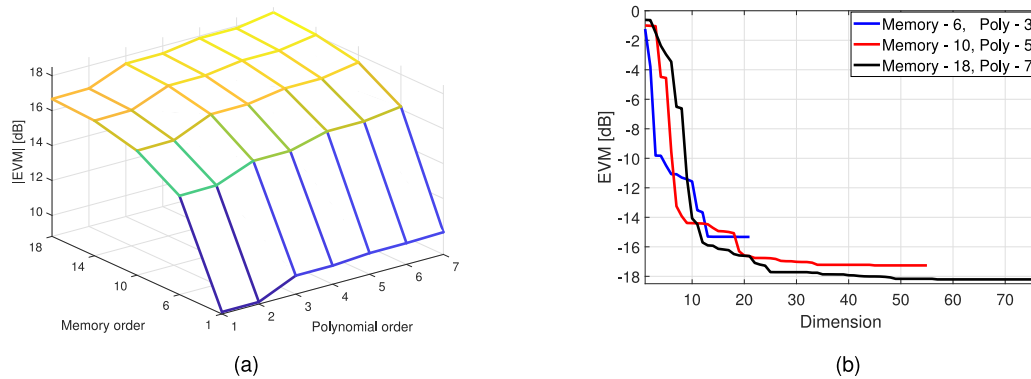 18
16
14
12
10
|EVM| [dB]
18
14
10
6
1
Memory order
1
2
3
4
5
6
7
Polynomial order
(a)
0
-2
-4
-6
-8
-10
-12
-14
-16
-18
EVM [dB]
Memory - 6, Poly - 3
Memory - 10, Poly - 5
Memory - 18, Poly - 7
10 20 30 40 50 60 70
Dimension
(b)